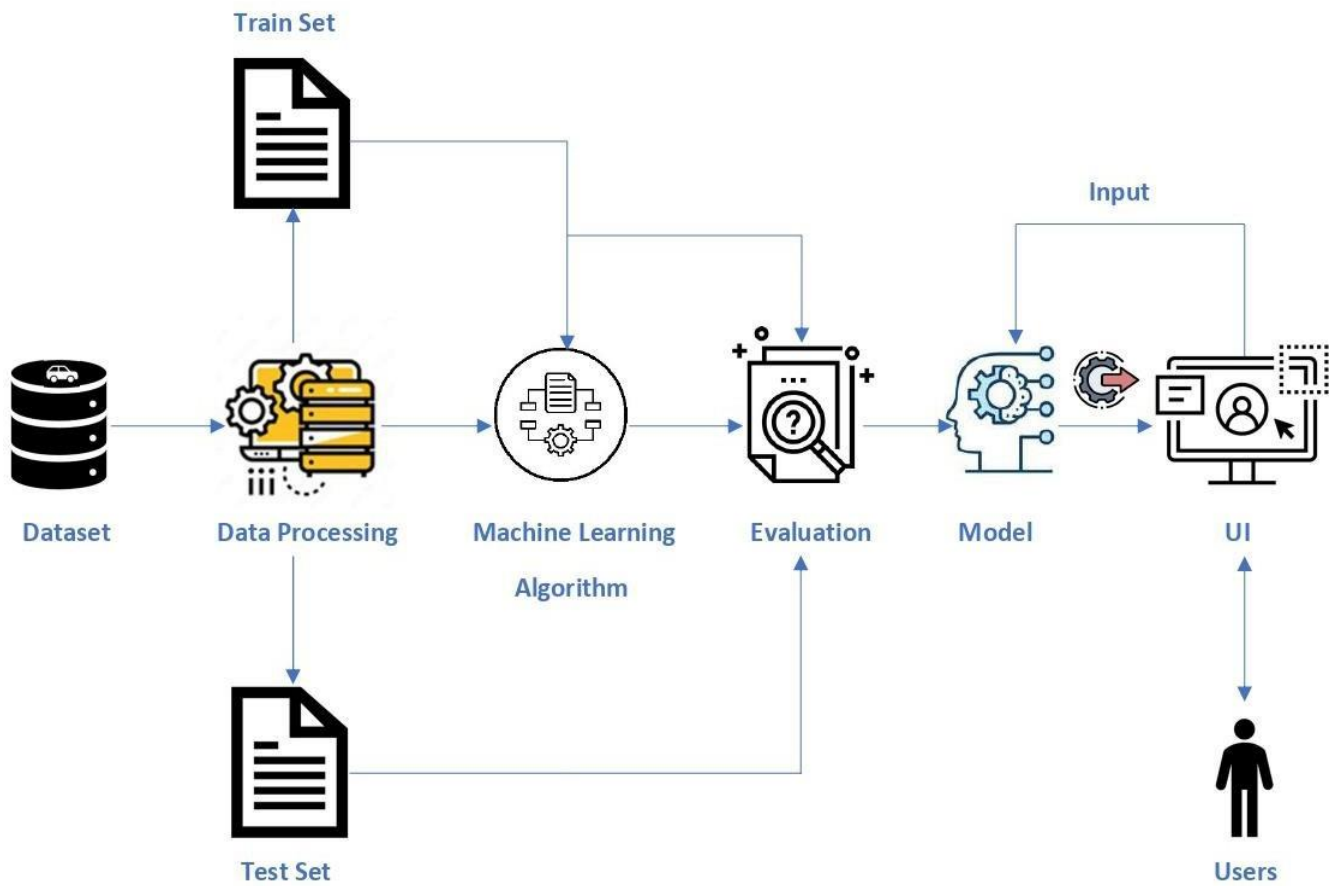 Train Set
Input
Dataset
Data Processing
Machine Learning
Algorithm
Evaluation
Model
UI
Test Set
Users